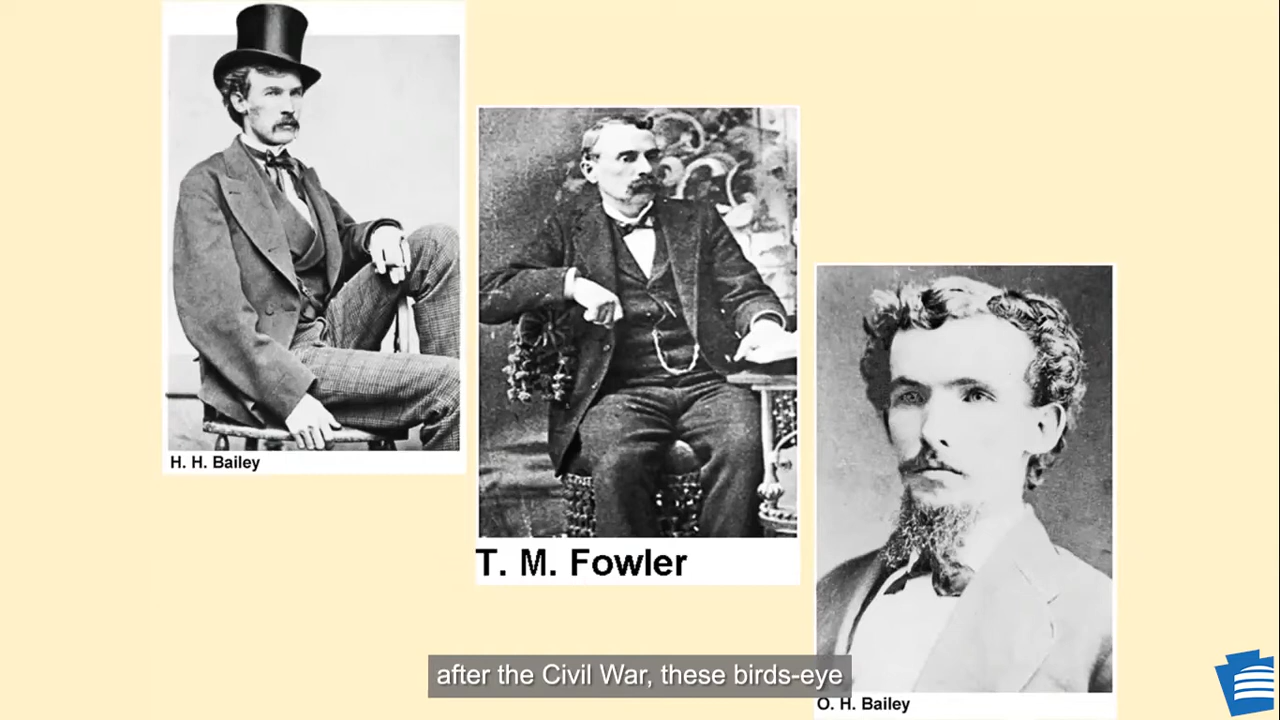 H. H. Bailey
T. M. Fowler
after the Civil War, these birds-eye
O. H. Bailey